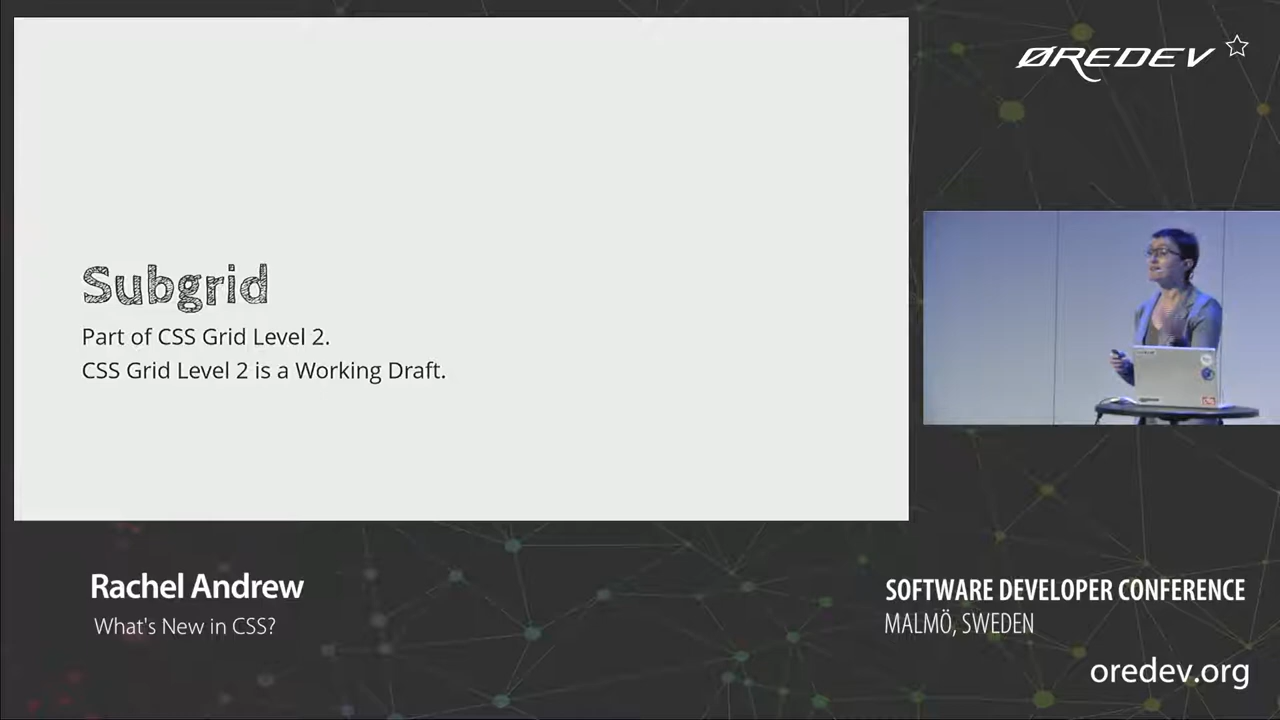 Subgrid
Part of CSS Grid Level 2.
CSS Grid Level 2 is a Working Draft.
ØREDEV
Rachel Andrew
What's New in CSS?
SOFTWARE DEVELOPER CONFERENCE
MALMÖ, SWEDEN
oredev.org